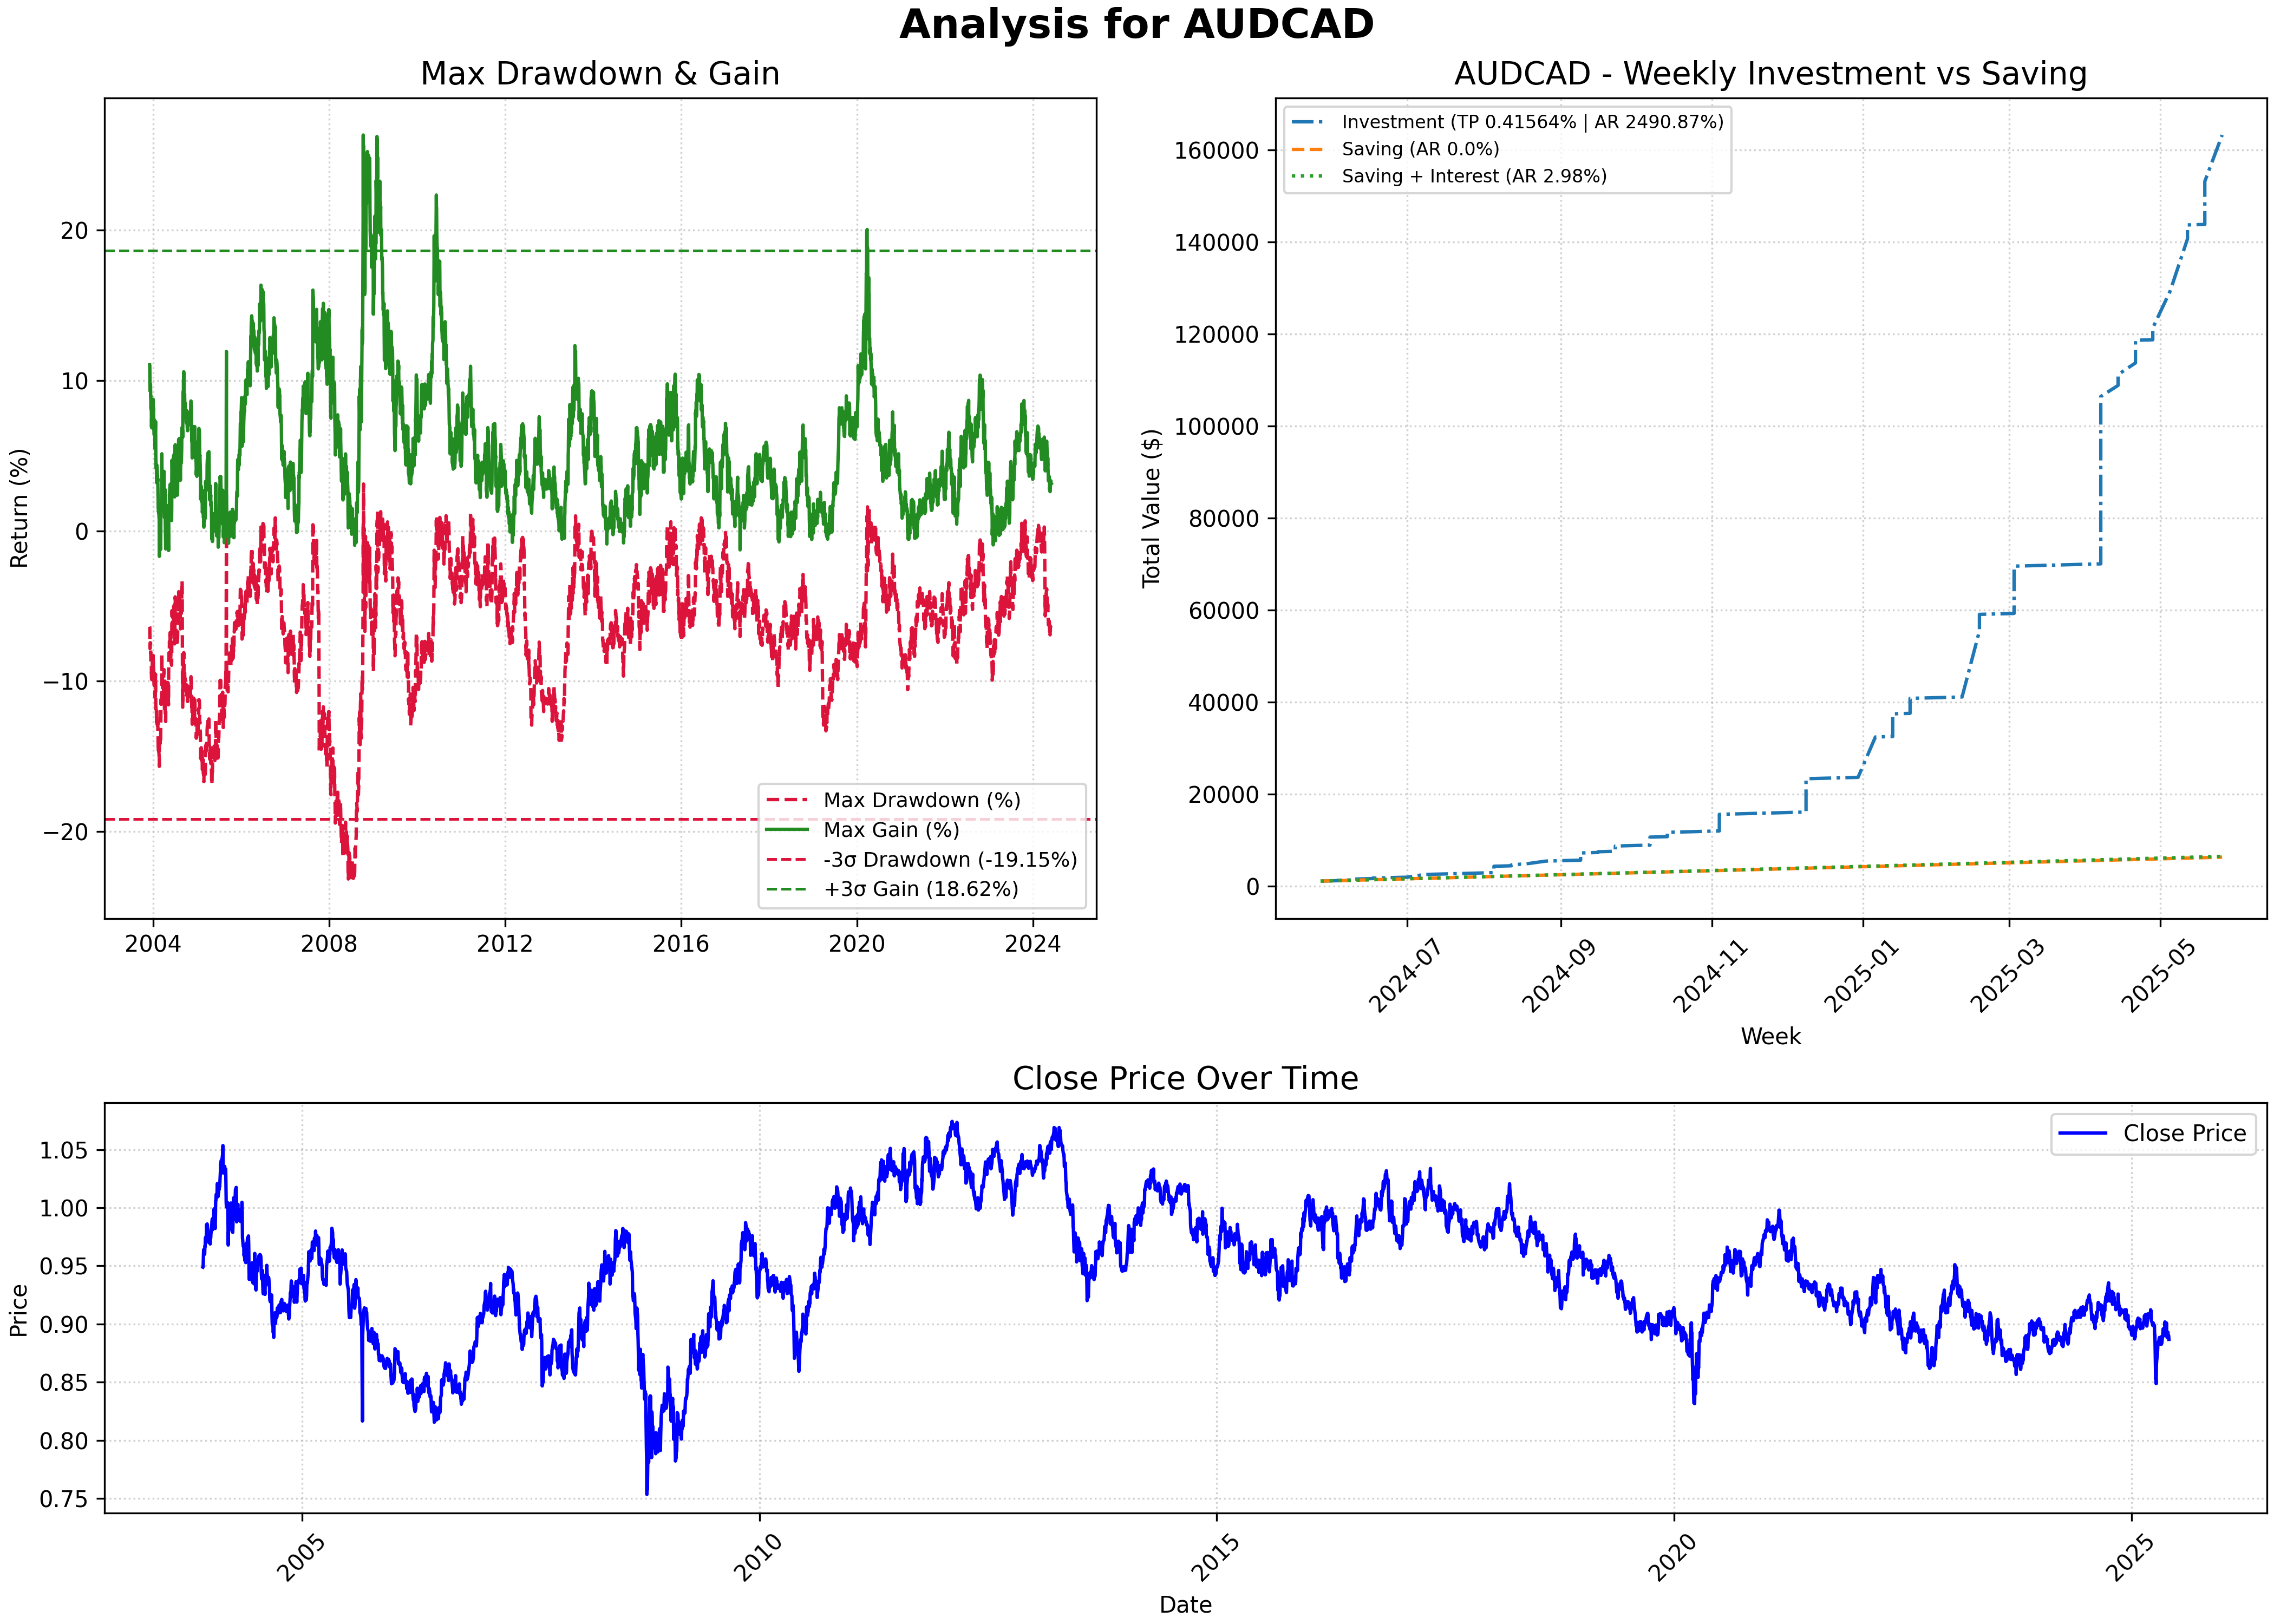 Analysis for AUDCAD
Max Drawdown & Gain
Return (%)
20
10
0
−10
−20
2004
2008
2012
2016
2020
2024
Max Drawdown (%)
Max Gain (%)
-3σ Drawdown (-19.15%)
+3σ Gain (18.62%)
AUDCAD - Weekly Investment vs Saving
Total Value ($)
160000
140000
120000
100000
80000
60000
40000
20000
0
Investment (TP 0.41564% | AR 2490.87%)
Saving (AR 0.0%)
Saving + Interest (AR 2.98%)
2024-07
2024-09
2024-11
2025-01
2025-03
2025-05
Week
Close Price Over Time
Price
1.05
1.00
0.95
0.90
0.85
0.80
0.75
Close Price
2005
2010
2015
2020
2025
Date